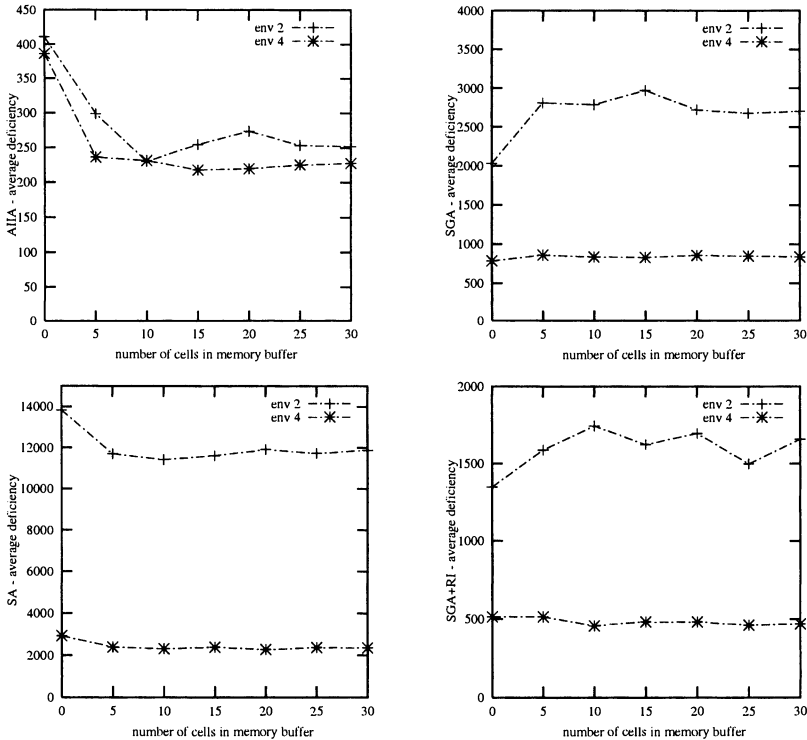 450
400
350
300
250
200
150
100
50
0
AIIA - average deficiency
env 2
env 4
0 5 10 15 20 25 30
number of cells in memory buffer
4000
3500
3000
2500
2000
1500
1000
500
0
SGA - average deficiency
env 2
env 4
0 5 10 15 20 25 30
number of cells in memory buffer
14000
12000
10000
8000
6000
4000
2000
0
SA - average deficiency
env 2
env 4
0 5 10 15 20 25 30
number of cells in memory buffer
2000
1500
1000
500
0
SGA+RI - average deficiency
env 2
env 4
0 5 10 15 20 25 30
number of cells in memory buffer